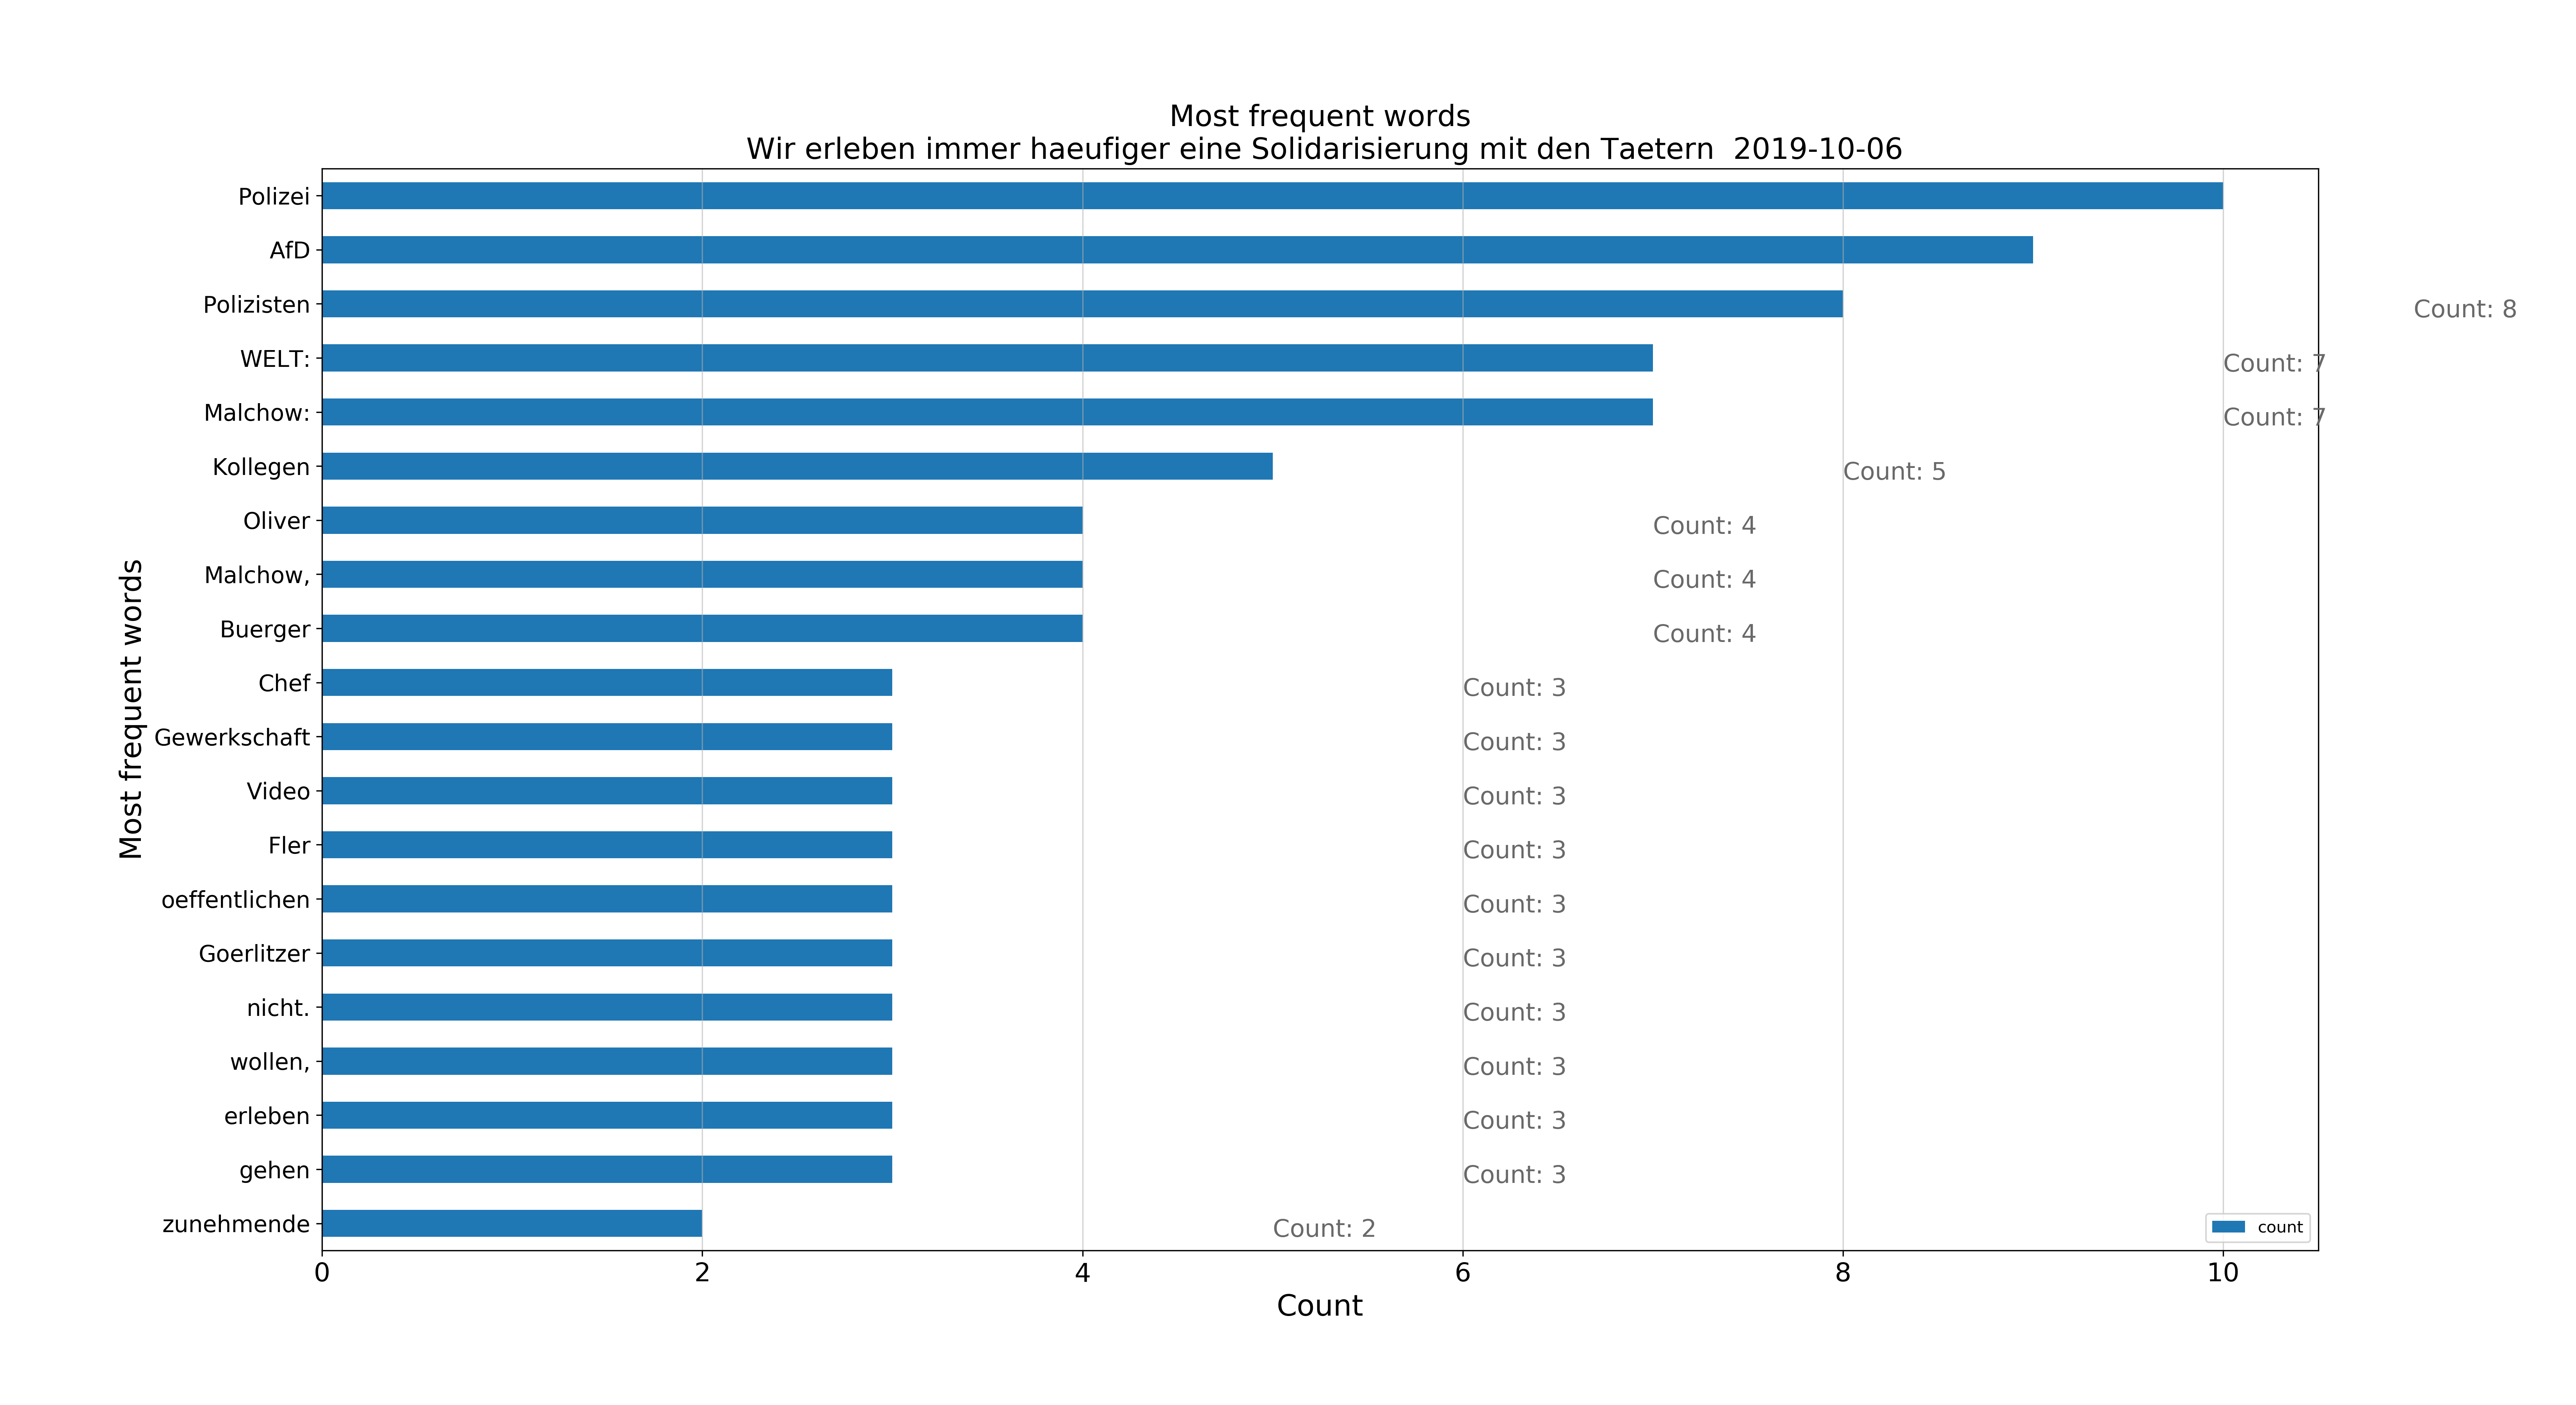 Most frequent words
Wir erleben immer haeufiger eine Solidarisierung mit den Taetern  2019-10-06
Most frequent words
Polizei
AfD
Polizisten Count: 8
WELT: Count: 7
Malchow: Count: 7
Kollegen Count: 5
Oliver Count: 4
Malchow, Count: 4
Buerger Count: 4
Chef Count: 3
Gewerkschaft Count: 3
Video Count: 3
Fler Count: 3
oeffentlichen Count: 3
Goerlitzer Count: 3
nicht. Count: 3
wollen, Count: 3
erleben Count: 3
gehen Count: 3
zunehmende Count: 2
count
0 2 4 6 8 10
Count